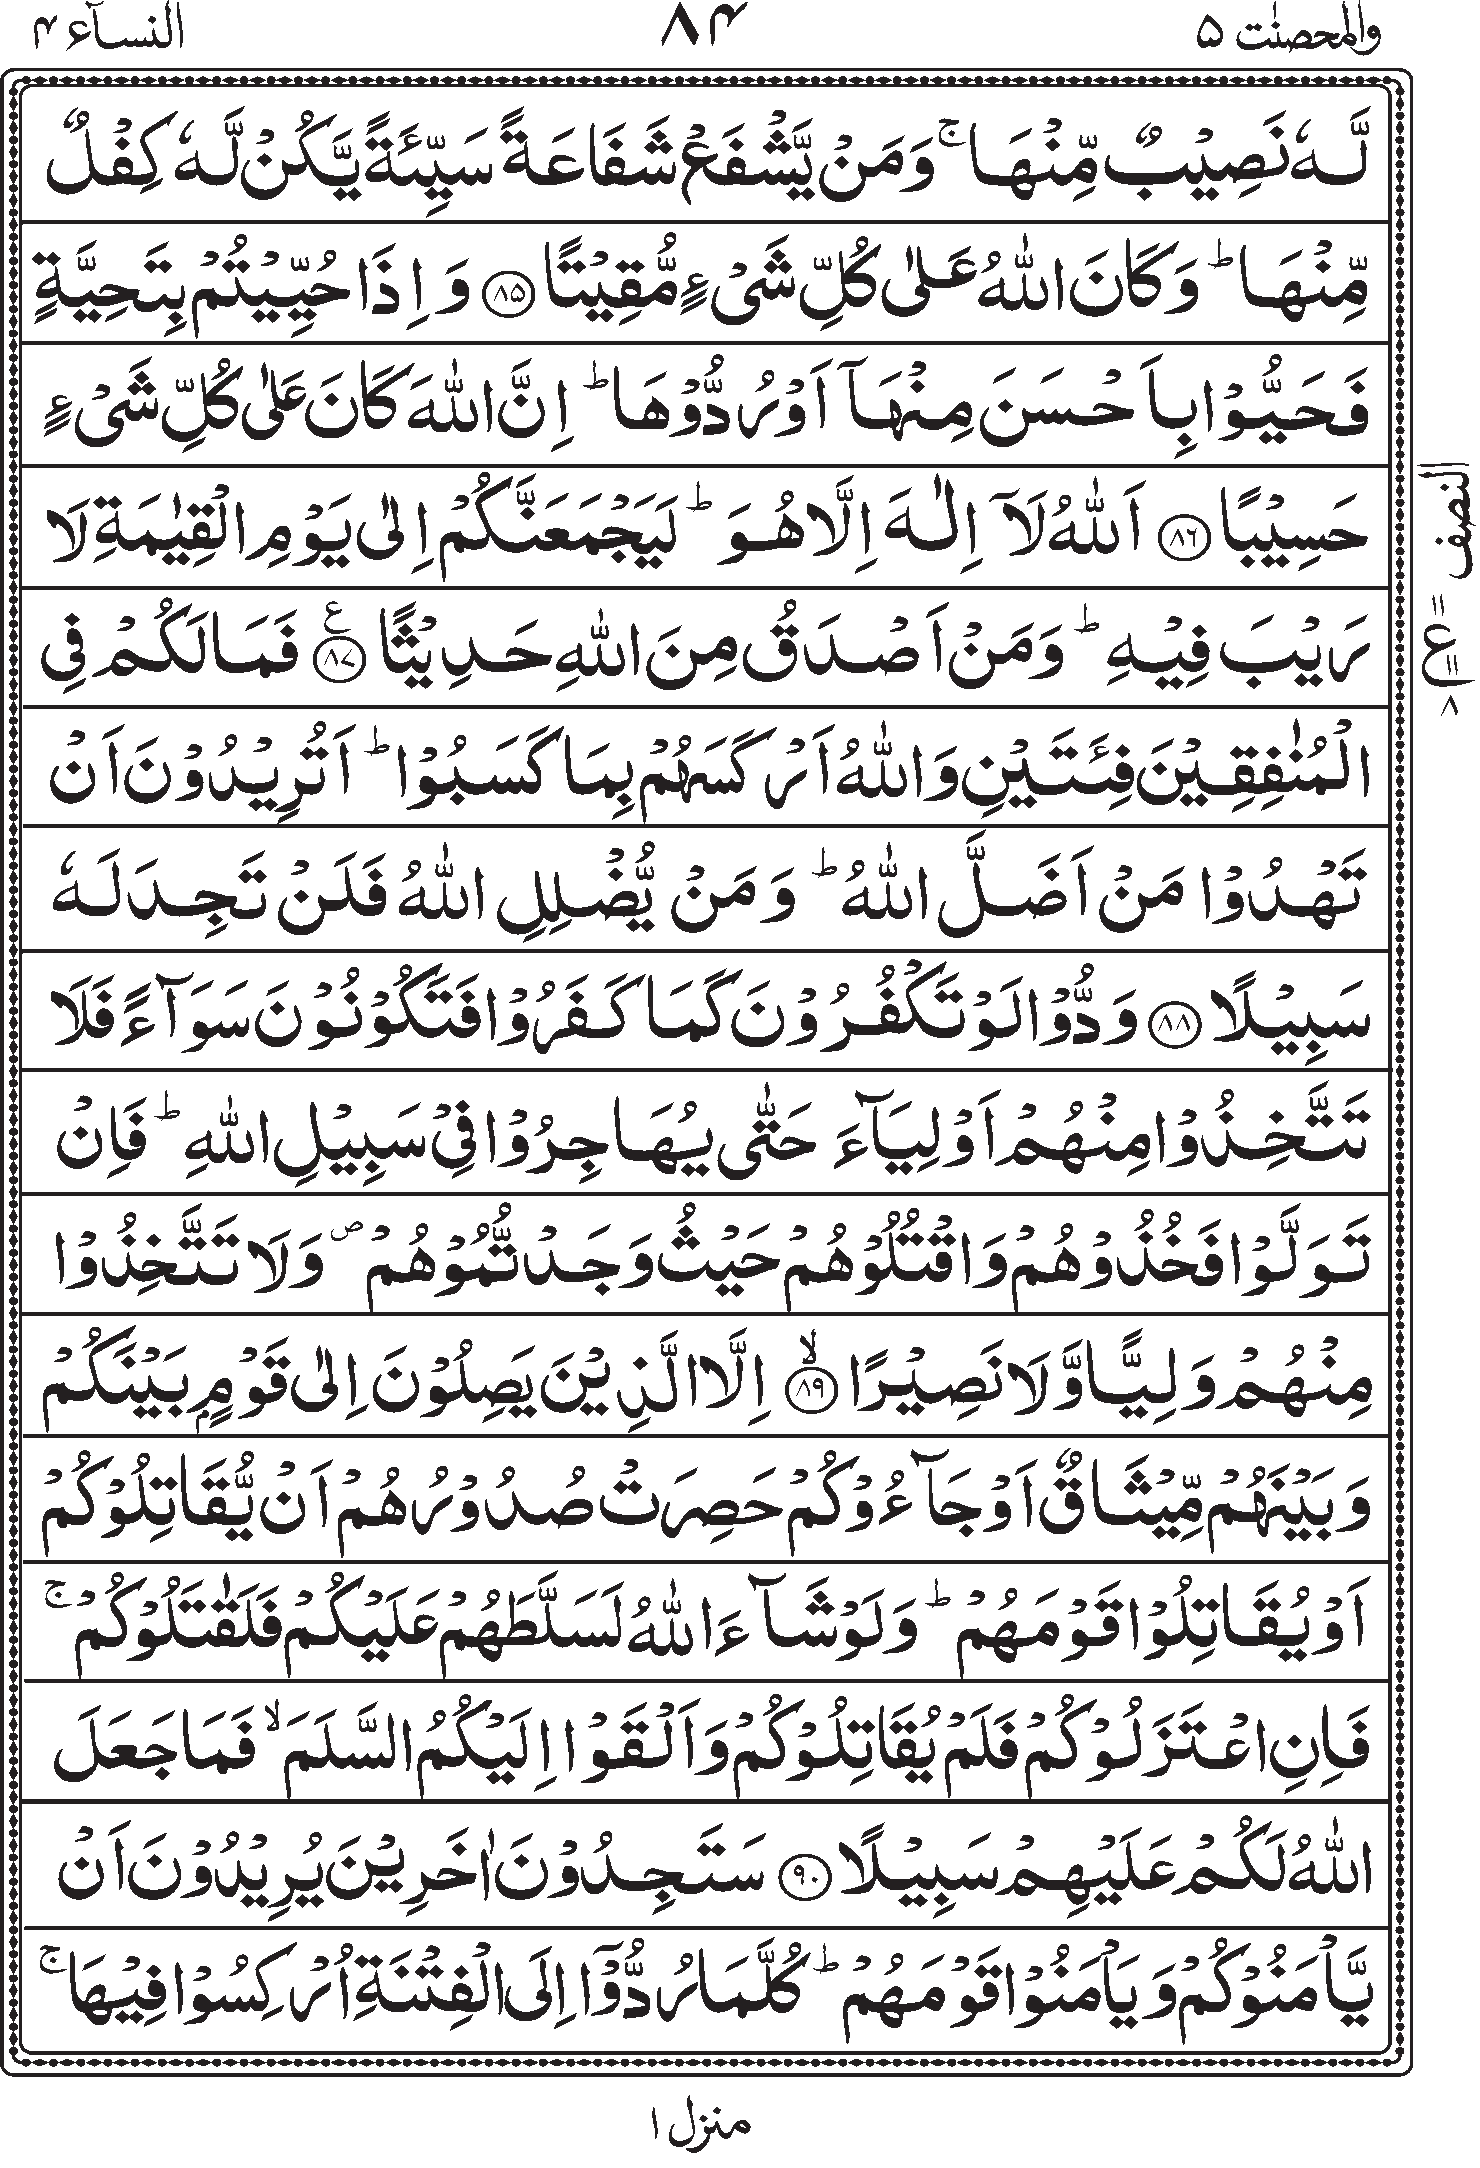 والمحصنٰت ۵ ۸۴ النسآء ۴
لَّهٗ نَصِيْبٌ مِّنْهَا ۚ وَمَنْ يَّشْفَعْ شَفَاعَةً سَيِّئَةً يَّكُنْ لَّهٗ كِفْلٌ
مِّنْهَا ؕ وَكَانَ اللّٰهُ عَلٰى كُلِّ شَىْءٍ مُّقِيْتًا ﴿۸۵﴾ وَاِذَا حُيِّيْتُمْ بِتَحِيَّةٍ
فَحَيُّوْا بِاَحْسَنَ مِنْهَاۤ اَوْ رُدُّوْهَا ؕ اِنَّ اللّٰهَ كَانَ عَلٰى كُلِّ شَىْءٍ
حَسِيْبًا ﴿۸۶﴾ اَللّٰهُ لَاۤ اِلٰهَ اِلَّا هُوَ ؕ لَيَجْمَعَنَّكُمْ اِلٰى يَوْمِ الْقِيٰمَةِ لَا
رَيْبَ فِيْهِ ؕ وَمَنْ اَصْدَقُ مِنَ اللّٰهِ حَدِيْثًا ﴿۸۷﴾ ع فَمَا لَكُمْ فِى
الْمُنٰفِقِيْنَ فِئَتَيْنِ وَاللّٰهُ اَرْكَسَهُمْ بِمَا كَسَبُوْا ؕ اَتُرِيْدُوْنَ اَنْ
تَهْدُوْا مَنْ اَضَلَّ اللّٰهُ ؕ وَمَنْ يُّضْلِلِ اللّٰهُ فَلَنْ تَجِدَ لَهٗ
سَبِيْلًا ﴿۸۸﴾ وَدُّوْا لَوْ تَكْفُرُوْنَ كَمَا كَفَرُوْا فَتَكُوْنُوْنَ سَوَآءً فَلَا
تَتَّخِذُوْا مِنْهُمْ اَوْلِيَآءَ حَتّٰى يُهَاجِرُوْا فِىْ سَبِيْلِ اللّٰهِ ؕ فَاِنْ
تَوَلَّوْا فَخُذُوْهُمْ وَاقْتُلُوْهُمْ حَيْثُ وَجَدْتُّمُوْهُمْ ص وَلَا تَتَّخِذُوْا
مِنْهُمْ وَلِيًّا وَّلَا نَصِيْرًا ﴿۸۹﴾ ۙ اِلَّا الَّذِيْنَ يَصِلُوْنَ اِلٰى قَوْمٍۭ بَيْنَكُمْ
وَبَيْنَهُمْ مِّيْثَاقٌ اَوْ جَآءُوْكُمْ حَصِرَتْ صُدُوْرُهُمْ اَنْ يُّقَاتِلُوْكُمْ
اَوْ يُقَاتِلُوْا قَوْمَهُمْ ؕ وَلَوْ شَآءَ اللّٰهُ لَسَلَّطَهُمْ عَلَيْكُمْ فَلَقٰتَلُوْكُمْ ۚ
فَاِنِ اعْتَزَلُوْكُمْ فَلَمْ يُقَاتِلُوْكُمْ وَاَلْقَوْا اِلَيْكُمُ السَّلَمَ ۙ فَمَا جَعَلَ
اللّٰهُ لَكُمْ عَلَيْهِمْ سَبِيْلًا ﴿۹۰﴾ سَتَجِدُوْنَ اٰخَرِيْنَ يُرِيْدُوْنَ اَنْ
يَّاْمَنُوْكُمْ وَيَاْمَنُوْا قَوْمَهُمْ ؕ كُلَّمَا رُدُّوْۤا اِلَى الْفِتْنَةِ اُرْكِسُوْا فِيْهَا ۚ
النصف
۱۱
ع
۱۱
۸
منزل ۱